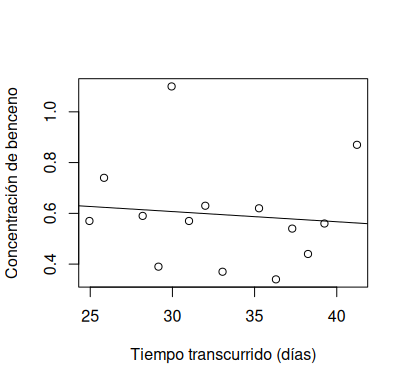 Concentración de benceno
1.0
0.8
0.6
0.4
25 30 35 40
Tiempo transcurrido (días)